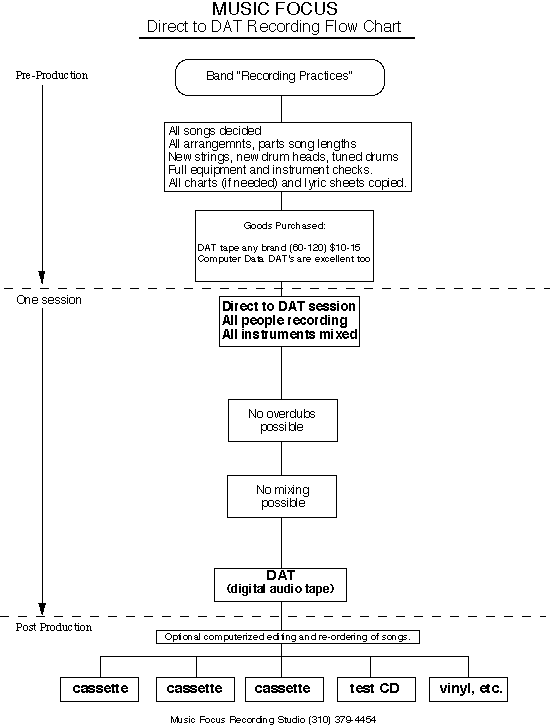 MUSIC FOCUS
Direct to DAT Recording Flow Chart
Pre-Production
Band "Recording Practices"
All songs decided
All arrangemnts, parts song lengths
New strings, new drum heads, tuned drums
Full equipment and instrument checks.
All charts (if needed) and lyric sheets copied.
Goods Purchased:
DAT tape any brand (60-120) $10-15
Computer Data DAT's are excellent too
One session
Direct to DAT session
All people recording
All instruments mixed
No overdubs
possible
No mixing
possible
DAT
(digital audio tape)
Post Production
Optional computerized editing and re-ordering of songs.
cassette
cassette
cassette
test CD
vinyl, etc.
Music Focus Recording Studio (310) 379-4454